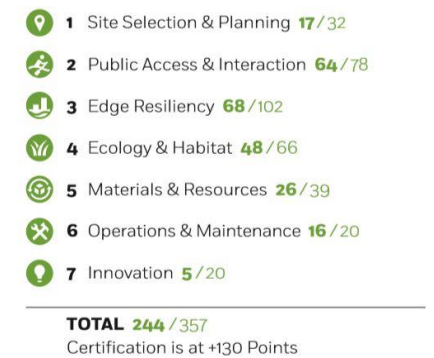 1 Site Selection & Planning 17/32
2 Public Access & Interaction 64/78
3 Edge Resiliency 68/102
4 Ecology & Habitat 48/66
5 Materials & Resources 26/39
6 Operations & Maintenance 16/20
7 Innovation 5/20
TOTAL 244/357
Certification is at +130 Points